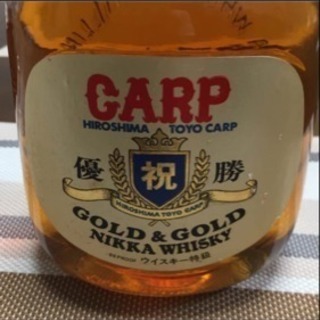 CARP
HIROSHIMA TOYO CARP
優 祝 勝
HIROSHIMA TOYO CARP
GOLD & GOLD
NIKKA WHISKY
ウイスキー特級